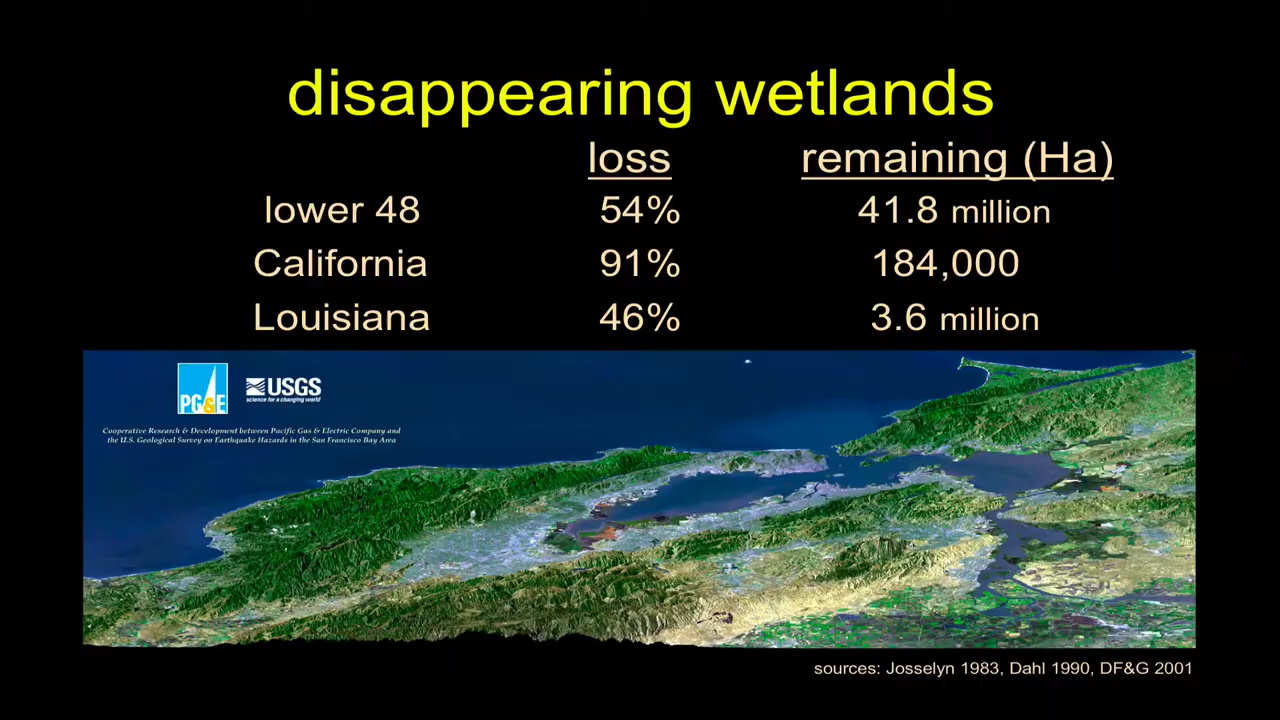 disappearing wetlands
loss remaining (Ha)
lower 48 54% 41.8 million
California 91% 184,000
Louisiana 46% 3.6 million
PG&E USGS
science for a changing world
Cooperative Research & Development between Pacific Gas & Electric Company and
the U.S. Geological Survey on Earthquake Hazards in the San Francisco Bay Area
sources: Josselyn 1983, Dahl 1990, DF&G 2001